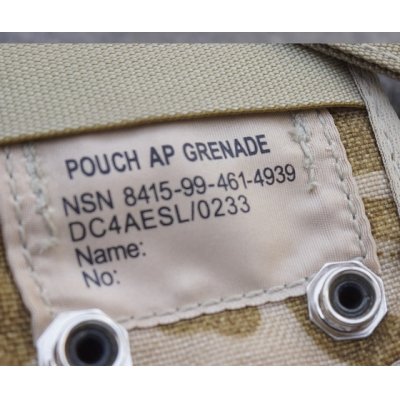 POUCH AP GRENADE
NSN 8415-99-461-4939
DC4AESL/0233
Name:
No: